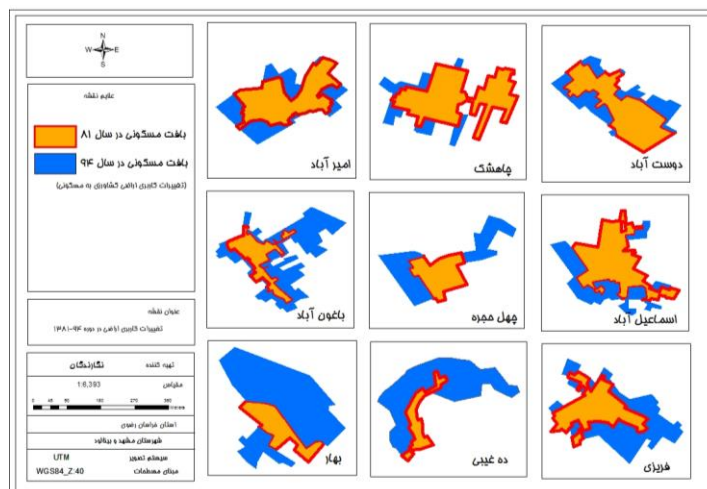 N
W E
S
علایم نقشه
بافت مسکونی در سال ۸۱
بافت مسکونی در سال ۹۴
(تغییرات کاربری اراضی کشاورزی به مسکونی)
عنوان نقشه
تغییرات کاربری اراضی در دوره ۹۴-۱۳۸۱
تهیه کننده نگارندگان
مقیاس 1:6,393
استان خراسان رضوی
شهرستان مشهد و بینالود
سیستم تصویر UTM
مبنای مسطحات WGS84_Z:40
امیر آباد
چاهشک
دوست آباد
باغون آباد
چهل حجره
اسماعیل آباد
بهار
ده غیبی
فریزی